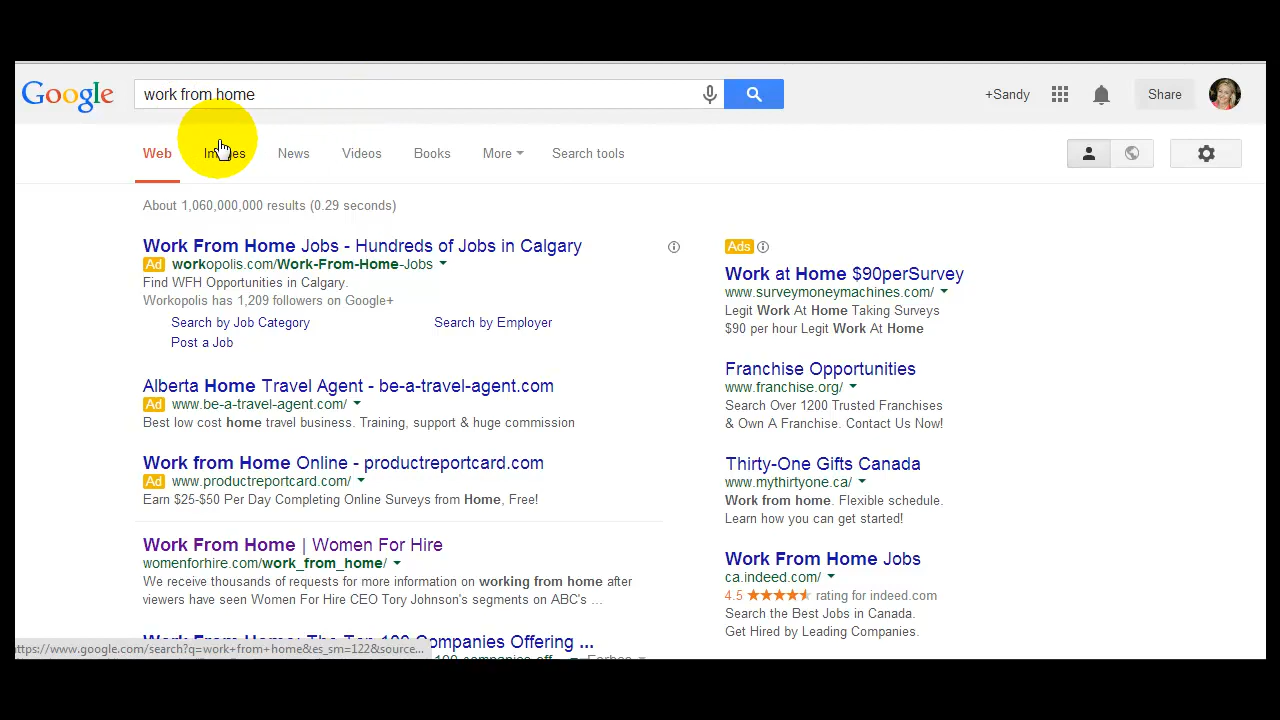 Google
work from home
+Sandy
Share
Web
Images
News
Videos
Books
More
Search tools
About 1,060,000,000 results (0.29 seconds)
Work From Home Jobs - Hundreds of Jobs in Calgary
Ad workopolis.com/Work-From-Home-Jobs
Find WFH Opportunities in Calgary.
Workopolis has 1,209 followers on Google+
Search by Job Category
Search by Employer
Post a Job
Alberta Home Travel Agent - be-a-travel-agent.com
Ad www.be-a-travel-agent.com/
Best low cost home travel business. Training, support & huge commission
Work from Home Online - productreportcard.com
Ad www.productreportcard.com/
Earn $25-$50 Per Day Completing Online Surveys from Home, Free!
Work From Home | Women For Hire
womenforhire.com/work_from_home/
We receive thousands of requests for more information on working from home after
viewers have seen Women For Hire CEO Tory Johnson's segments on ABC's ...
Work From Home: The Top 100 Companies Offering ...
https://www.google.com/search?q=work+from+home&es_sm=122&source...
Forbes
Ads
Work at Home $90perSurvey
www.surveymoneymachines.com/
Legit Work At Home Taking Surveys
$90 per hour Legit Work At Home
Franchise Opportunities
www.franchise.org/
Search Over 1200 Trusted Franchises
& Own A Franchise. Contact Us Now!
Thirty-One Gifts Canada
www.mythirtyone.ca/
Work from home. Flexible schedule.
Learn how you can get started!
Work From Home Jobs
ca.indeed.com/
4.5 rating for indeed.com
Search the Best Jobs in Canada.
Get Hired by Leading Companies.